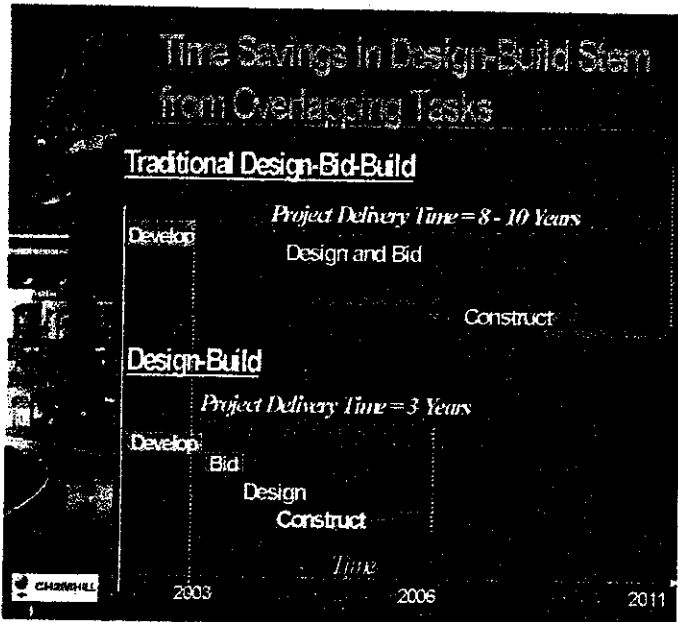 Time Savings in Design-Build Stem
from Overlapping Tasks
Traditional Design-Bid-Build
Project Delivery Time = 8 - 10 Years
Develop
Design and Bid
Construct
Design-Build
Project Delivery Time = 3 Years
Develop
Bid
Design
Construct
Time
CH2MHILL
2003 2006 2011